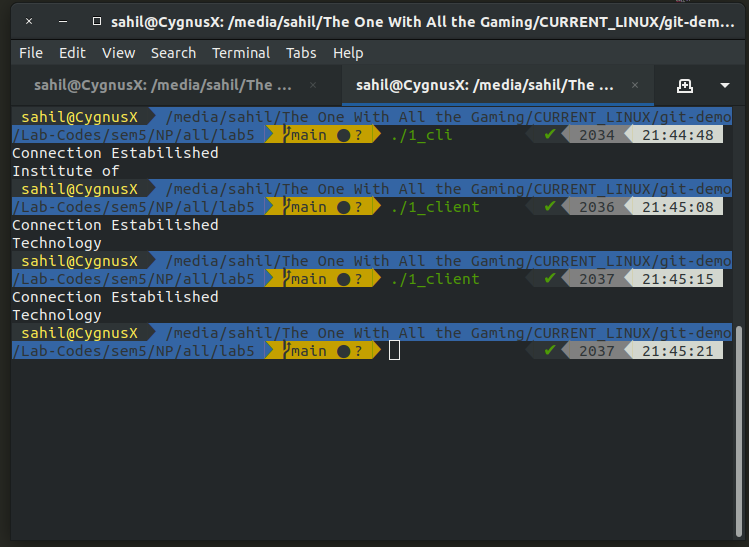 sahil@CygnusX: /media/sahil/The One With All the Gaming/CURRENT_LINUX/git-dem...
File Edit View Search Terminal Tabs Help
sahil@CygnusX: /media/sahil/The ... sahil@CygnusX: /media/sahil/The ...
sahil@CygnusX /media/sahil/The One With All the Gaming/CURRENT_LINUX/git-demo
/Lab-Codes/sem5/NP/all/lab5 main ●? ./1_cli ✔ 2034 21:44:48
Connection Estabilished
Institute of
sahil@CygnusX /media/sahil/The One With All the Gaming/CURRENT_LINUX/git-demo
/Lab-Codes/sem5/NP/all/lab5 main ●? ./1_client ✔ 2036 21:45:08
Connection Estabilished
Technology
sahil@CygnusX /media/sahil/The One With All the Gaming/CURRENT_LINUX/git-demo
/Lab-Codes/sem5/NP/all/lab5 main ●? ./1_client ✔ 2037 21:45:15
Connection Estabilished
Technology
sahil@CygnusX /media/sahil/The One With All the Gaming/CURRENT_LINUX/git-demo
/Lab-Codes/sem5/NP/all/lab5 main ●? ✔ 2037 21:45:21